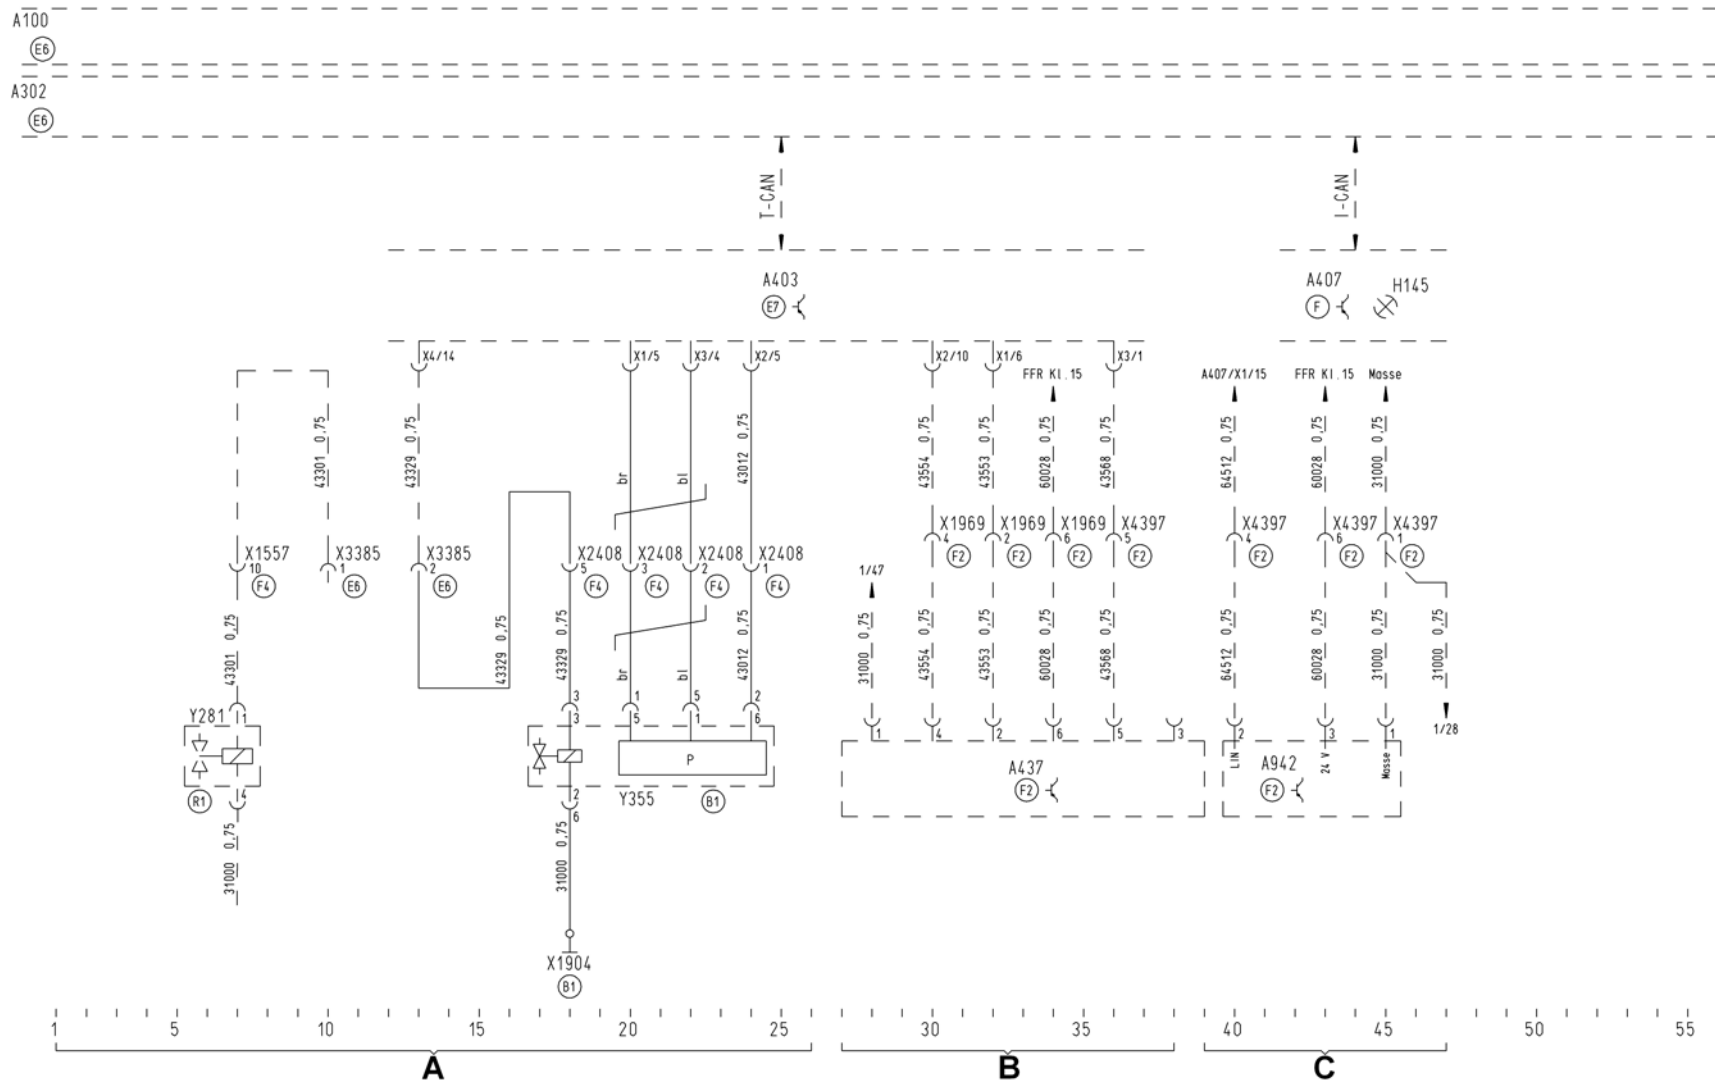 A100
E6
A302
E6
T-CAN
I-CAN
A403
E7
A407
F
H145
X4/14
X1/5
X3/4
X2/5
X2/10
X1/6
X3/1
FFR Kl.15
A407/X1/15
FFR Kl.15
Masse
43301 0,75
43329 0,75
br
bl
43012 0,75
43554 0,75
43553 0,75
60028 0,75
43568 0,75
64512 0,75
60028 0,75
31000 0,75
X1969
4
F2
X1969
2
F2
X1969
6
F2
X4397
5
F2
X4397
4
F2
X4397
6
F2
X4397
1
F2
X1557
10
F4
X3385
1
E6
X3385
2
E6
X2408
5
F4
X2408
3
F4
X2408
2
F4
X2408
1
F4
1/47
43301 0,75
43329 0,75
43329 0,75
br
bl
43012 0,75
31000 0,75
43554 0,75
43553 0,75
60028 0,75
43568 0,75
64512 0,75
60028 0,75
31000 0,75
31000 0,75
3 1 5 2
Y281
1
3 5 1 6
1 4 2 6 5 3
2 3 1
1/28
P
A437
F2
LIN
A942
F2
24 V
Masse
R1
4
2
6
Y355
B1
31000 0,75
31000 0,75
X1904
B1
1 5 10 15 20 25 30 35 40 45 50 55
A B C